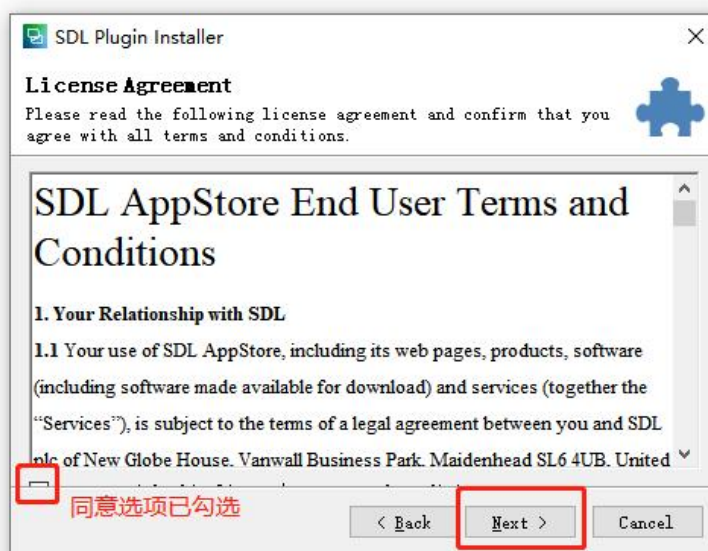 SDL Plugin Installer
License Agreement
Please read the following license agreement and confirm that you
agree with all terms and conditions.
SDL AppStore End User Terms and
Conditions
1. Your Relationship with SDL
1.1 Your use of SDL AppStore, including its web pages, products, software
(including software made available for download) and services (together the
“Services”), is subject to the terms of a legal agreement between you and SDL
plc of New Globe House. Vanwall Business Park. Maidenhead SL6 4UB. United
同意选项已勾选
< Back
Next >
Cancel